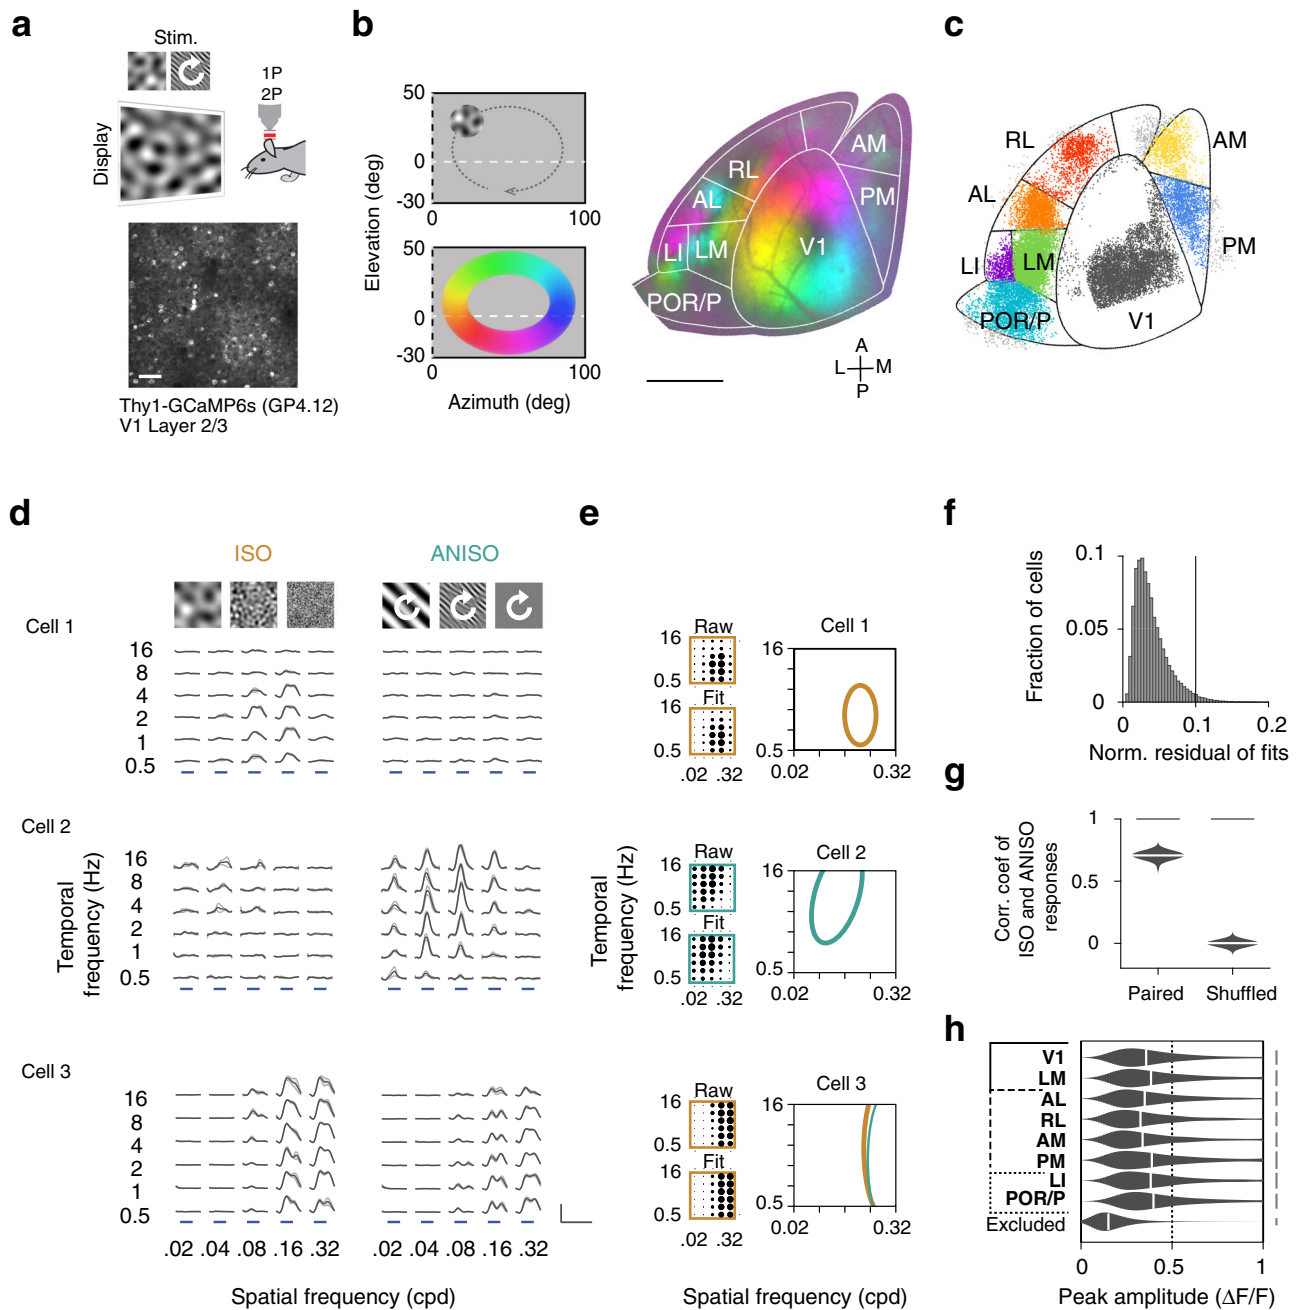 a
Stim.
1P
2P
Display
Thy1-GCaMP6s (GP4.12)
V1 Layer 2/3
b
50
0
-30
0
100
50
0
-30
0
100
Elevation (deg)
Azimuth (deg)
RL
AM
AL
PM
LI
LM
V1
POR/P
A
L
M
P
c
RL
AM
AL
PM
LI
LM
POR/P
V1
d
ISO
ANISO
Cell 1
16
8
4
2
1
0.5
Cell 2
16
8
4
2
1
0.5
Temporal
frequency (Hz)
Cell 3
16
8
4
2
1
0.5
.02 .04 .08 .16 .32
.02 .04 .08 .16 .32
Spatial frequency (cpd)
e
Raw
16
0.5
Fit
16
0.5
.02 .32
Cell 1
16
0.5
0.02
0.32
Raw
16
0.5
Fit
16
0.5
.02 .32
Cell 2
16
0.5
0.02
0.32
Temporal
frequency (Hz)
Raw
16
0.5
Fit
16
0.5
0.02 .32
Cell 3
16
0.5
0.02
0.32
Spatial frequency (cpd)
f
0.1
0.05
0
0
0.1
0.2
Fraction of cells
Norm. residual of fits
g
1
0.5
0
Corr. coef of
ISO and ANISO
responses
Paired
Shuffled
h
V1
LM
AL
RL
AM
PM
LI
POR/P
Excluded
0
0.5
1
Peak amplitude (ΔF/F)